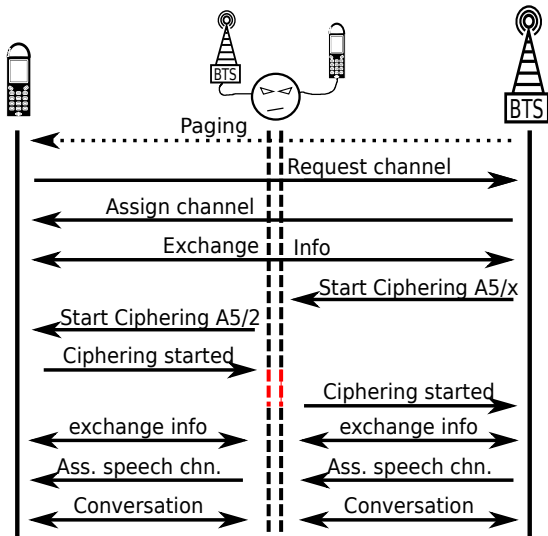 BTS
BTS
Paging
Request channel
Assign channel
Exchange Info
Start Ciphering A5/x
Start Ciphering A5/2
Ciphering started
Ciphering started
exchange info exchange info
Ass. speech chn. Ass. speech chn.
Conversation Conversation